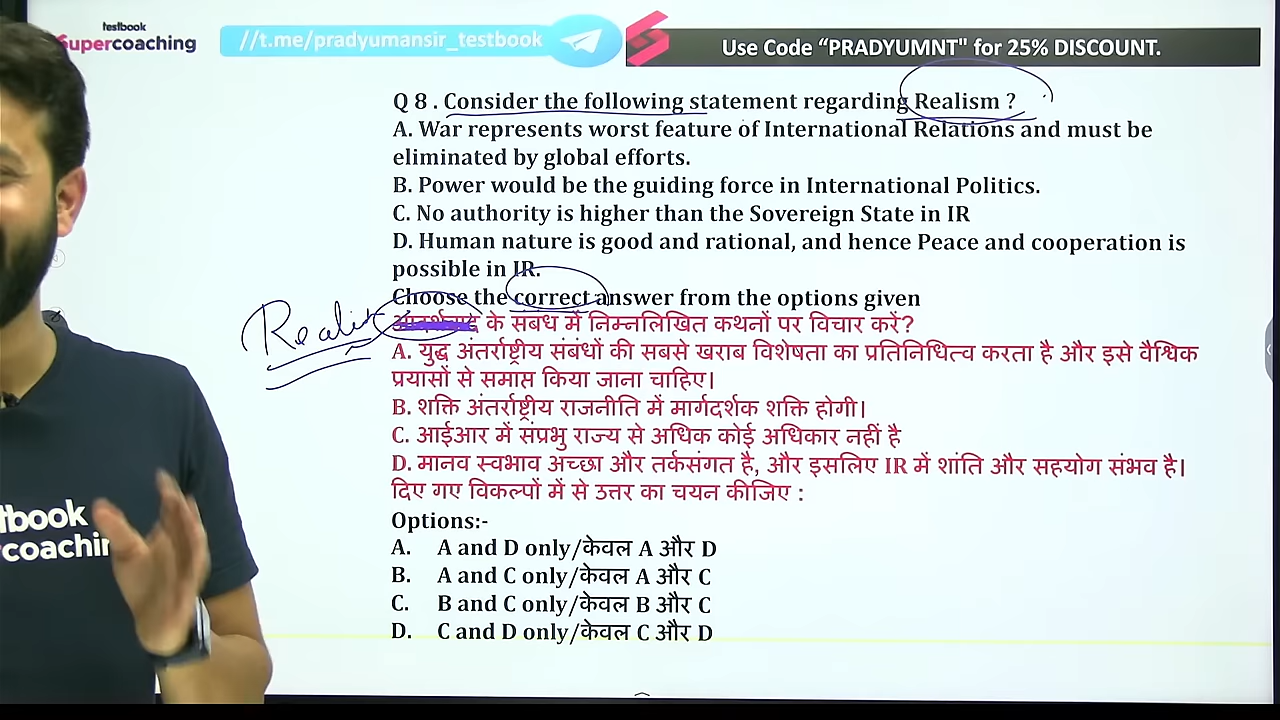 testbook
Supercoaching
//t.me/pradyumansir_testbook
Use Code “PRADYUMNT" for 25% DISCOUNT.
Q 8 . Consider the following statement regarding Realism ?
A. War represents worst feature of International Relations and must be
eliminated by global efforts.
B. Power would be the guiding force in International Politics.
C. No authority is higher than the Sovereign State in IR
D. Human nature is good and rational, and hence Peace and cooperation is
possible in IR.
Choose the correct answer from the options given
Realis
के संबंध में निम्नलिखित कथनों पर विचार करें?
A. युद्ध अंतर्राष्ट्रीय संबंधों की सबसे खराब विशेषता का प्रतिनिधित्व करता है और इसे वैश्विक
प्रयासों से समाप्त किया जाना चाहिए।
B. शक्ति अंतर्राष्ट्रीय राजनीति में मार्गदर्शक शक्ति होगी।
C. आईआर में संप्रभु राज्य से अधिक कोई अधिकार नहीं है
D. मानव स्वभाव अच्छा और तर्कसंगत है, और इसलिए IR में शांति और सहयोग संभव है।
दिए गए विकल्पों में से उत्तर का चयन कीजिए :
Options:-
A. A and D only/केवल A और D
B. A and C only/केवल A और C
C. B and C only/केवल B और C
D. C and D only/केवल C और D
tbook
coachin